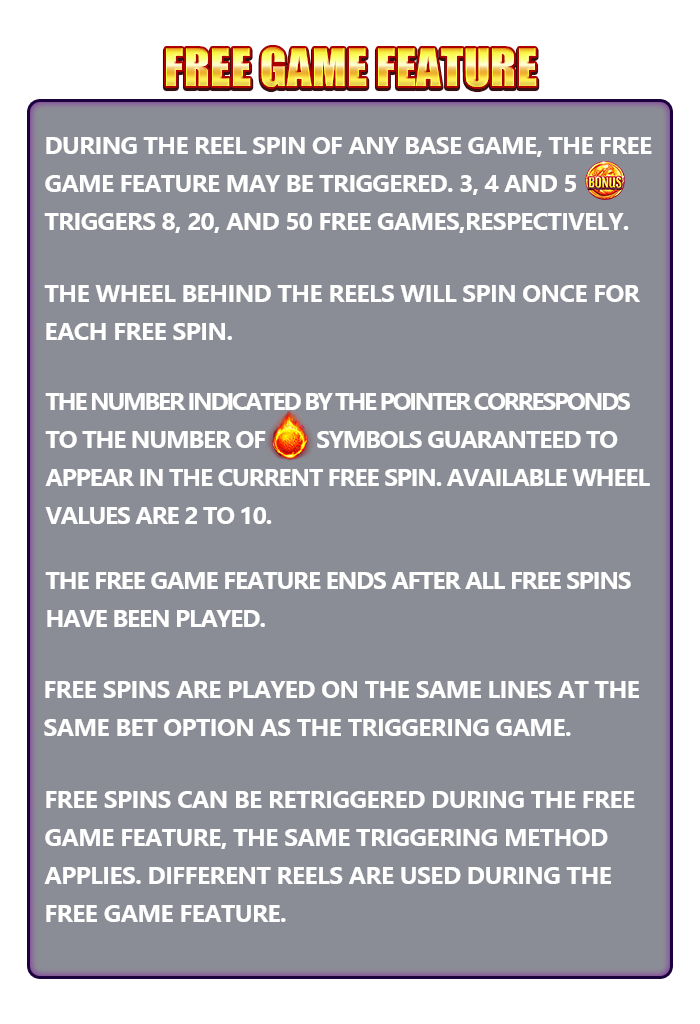 FREE GAME FEATURE
DURING THE REEL SPIN OF ANY BASE GAME, THE FREE
GAME FEATURE MAY BE TRIGGERED. 3, 4 AND 5 BONUS
TRIGGERS 8, 20, AND 50 FREE GAMES,RESPECTIVELY.
THE WHEEL BEHIND THE REELS WILL SPIN ONCE FOR
EACH FREE SPIN.
THE NUMBER INDICATED BY THE POINTER CORRESPONDS
TO THE NUMBER OF SYMBOLS GUARANTEED TO
APPEAR IN THE CURRENT FREE SPIN. AVAILABLE WHEEL
VALUES ARE 2 TO 10.
THE FREE GAME FEATURE ENDS AFTER ALL FREE SPINS
HAVE BEEN PLAYED.
FREE SPINS ARE PLAYED ON THE SAME LINES AT THE
SAME BET OPTION AS THE TRIGGERING GAME.
FREE SPINS CAN BE RETRIGGERED DURING THE FREE
GAME FEATURE, THE SAME TRIGGERING METHOD
APPLIES. DIFFERENT REELS ARE USED DURING THE
FREE GAME FEATURE.